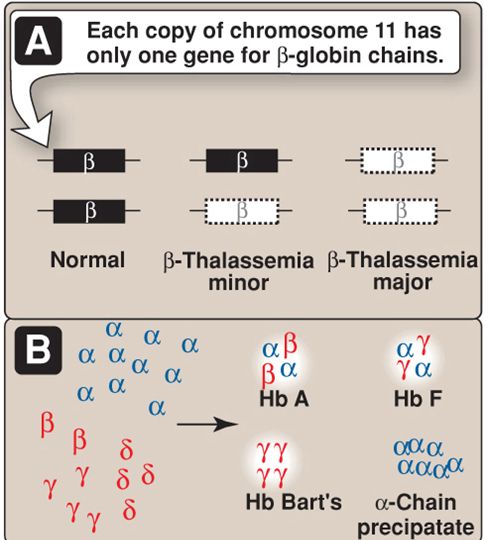 A
Each copy of chromosome 11 has
only one gene for β-globin chains.
β β β
β β β
Normal β-Thalassemia minor β-Thalassemia major
B
α α α α α α α α α α
β β δ γ γ δ δ γ γ δ
αβ
βα
Hb A
αγ
γα
Hb F
γγ
γγ
Hb Bart's
ααα
αααα
α-Chain
precipatate